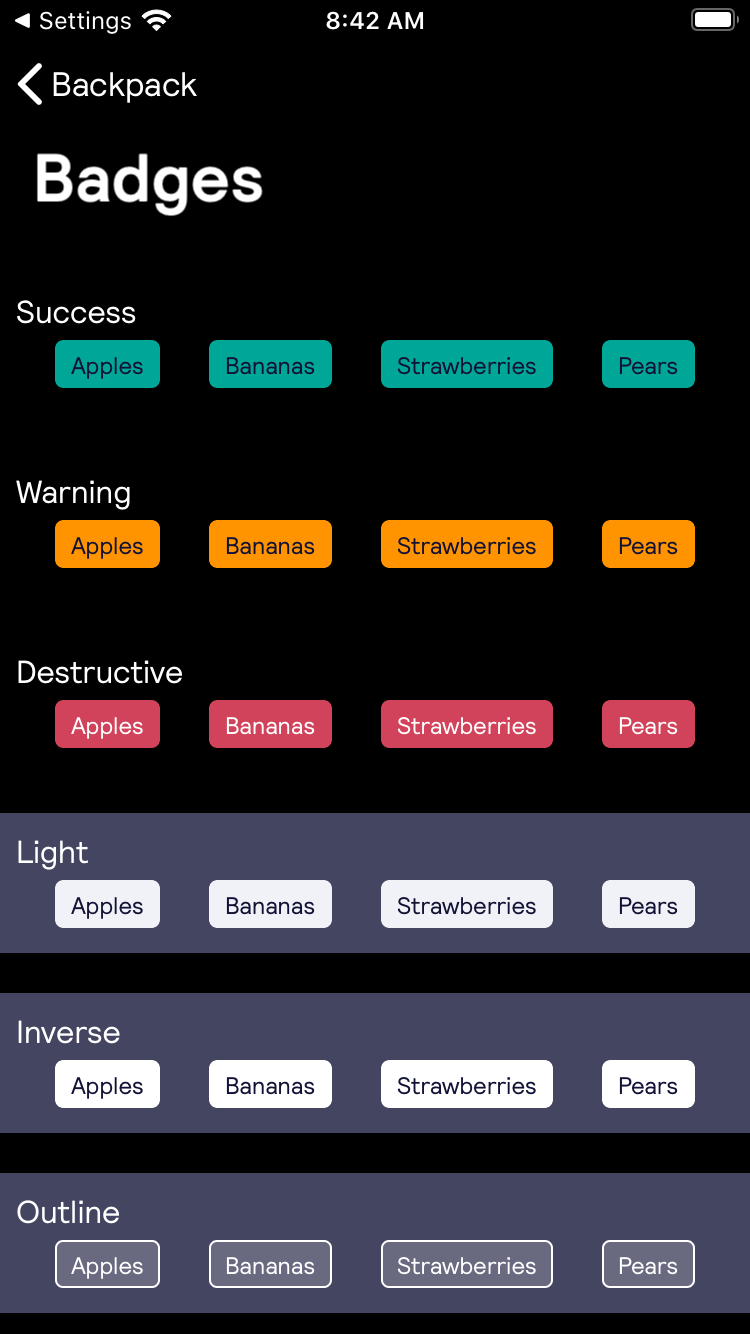 Settings 8:42 AM
Backpack
Badges
Success
Apples Bananas Strawberries Pears
Warning
Apples Bananas Strawberries Pears
Destructive
Apples Bananas Strawberries Pears
Light
Apples Bananas Strawberries Pears
Inverse
Apples Bananas Strawberries Pears
Outline
Apples Bananas Strawberries Pears